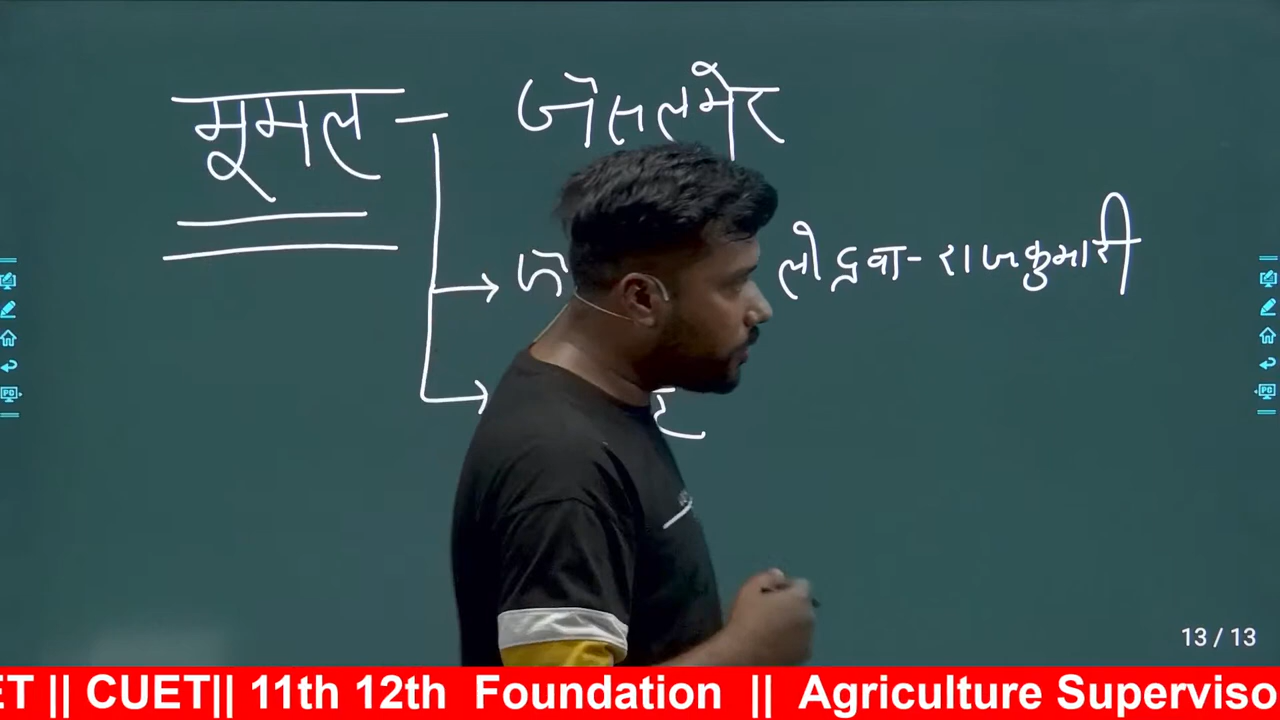 मूमल - जैसलमेर
लोद्रवा - राजकुमारी
13 / 13
ET || CUET|| 11th 12th Foundation || Agriculture Superviso